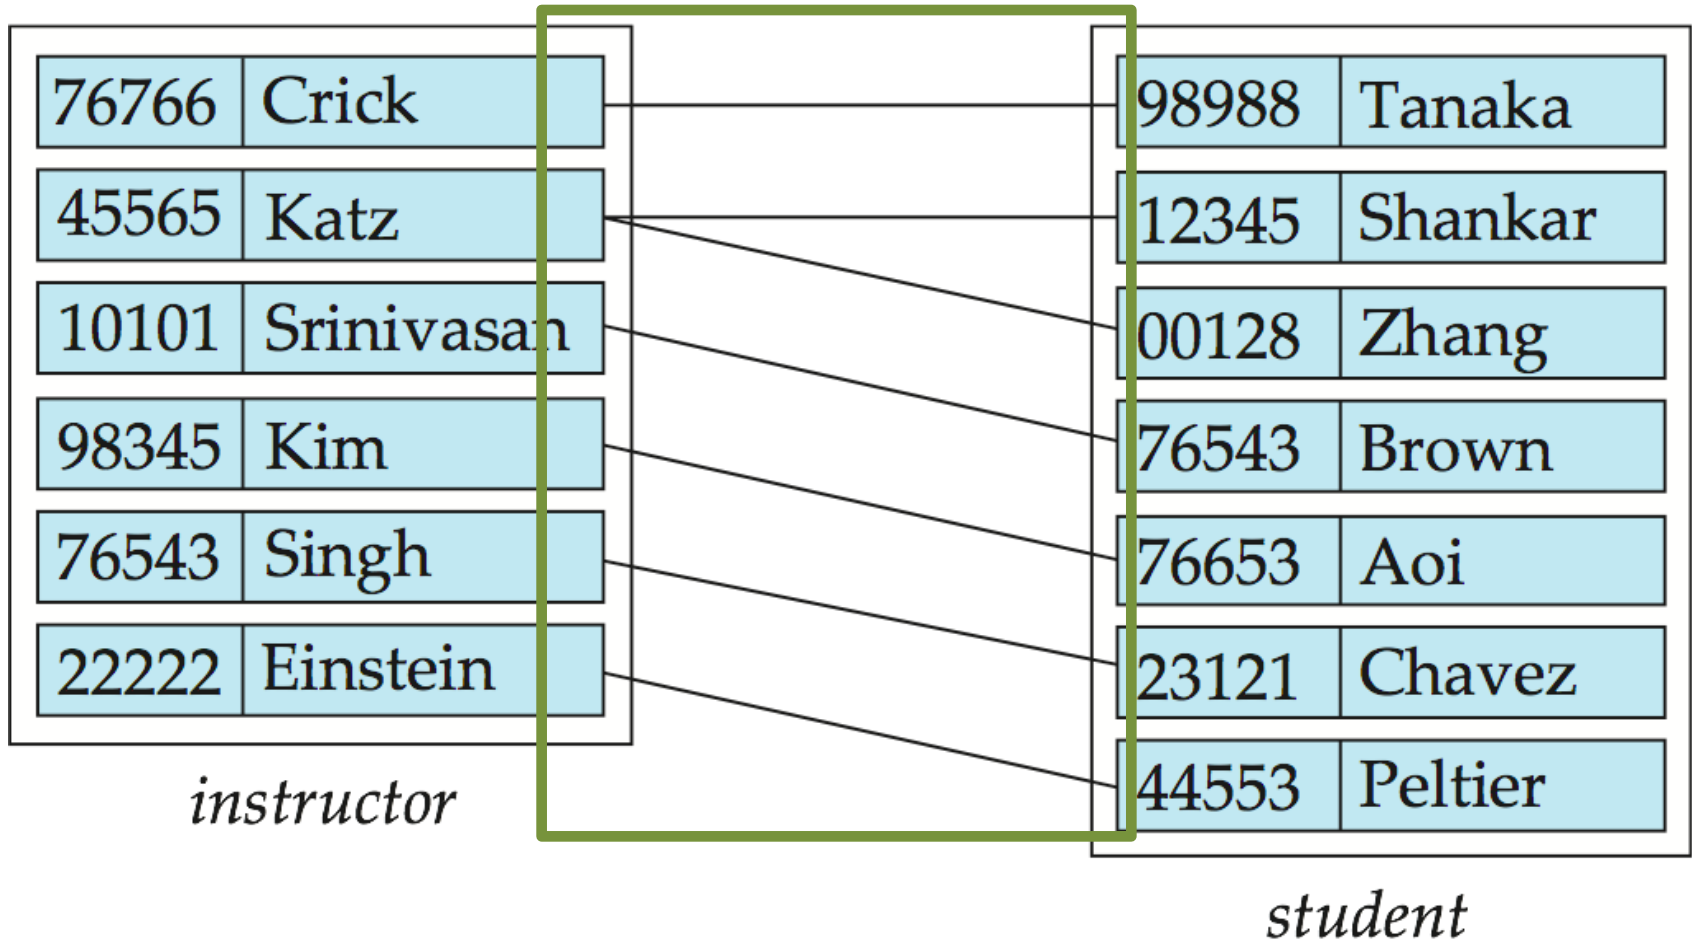 76766 Crick
45565 Katz
10101 Srinivasan
98345 Kim
76543 Singh
22222 Einstein
instructor
98988 Tanaka
12345 Shankar
00128 Zhang
76543 Brown
76653 Aoi
23121 Chavez
44553 Peltier
student